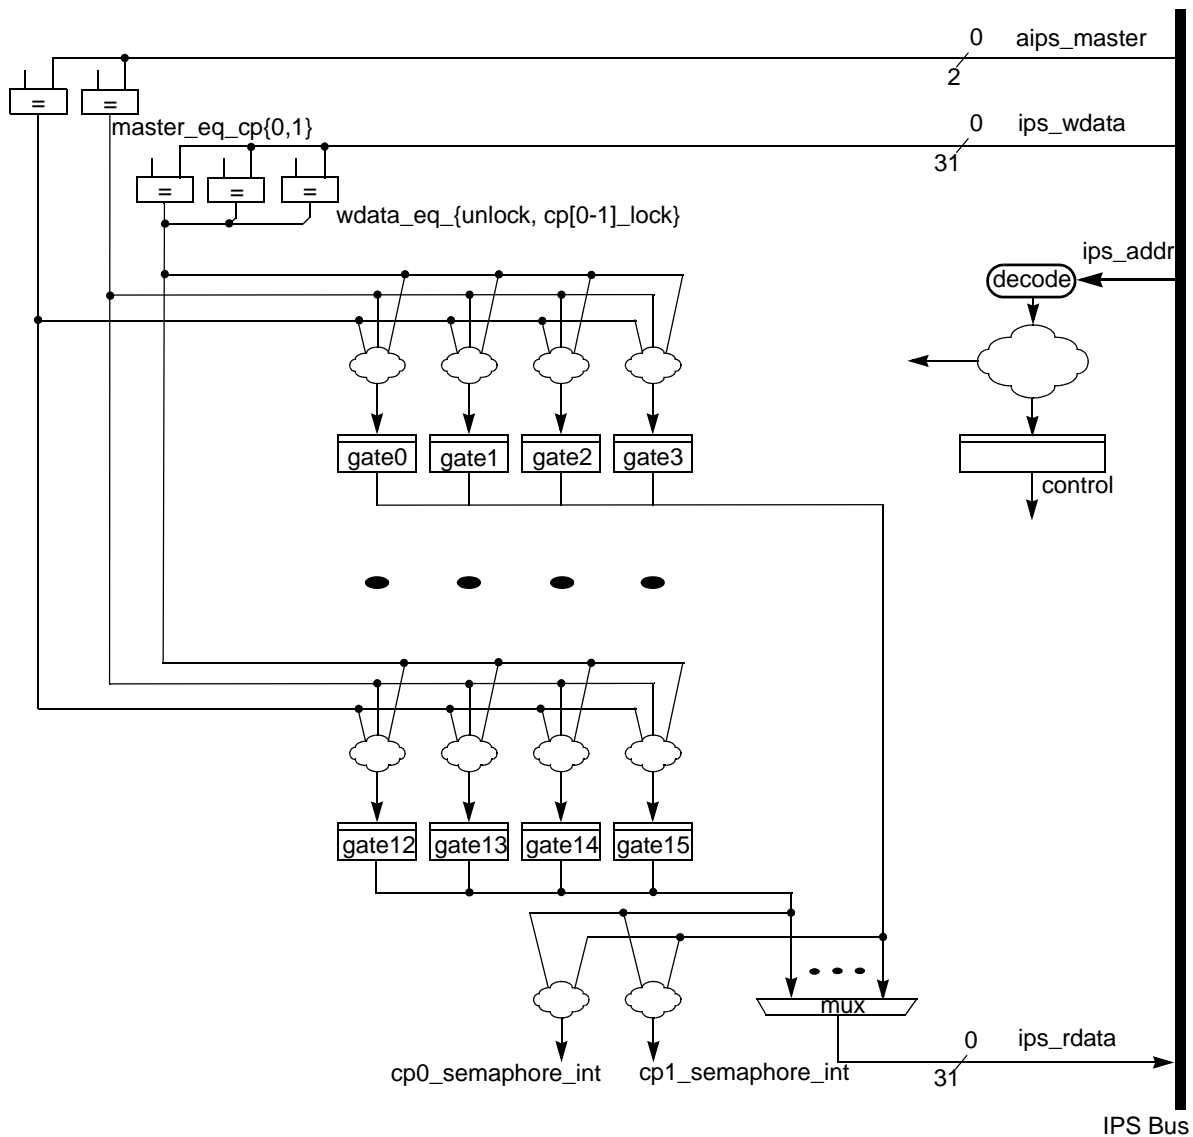 0 aips_master
2
= =
master_eq_cp{0,1}
0 ips_wdata
31
= = =
wdata_eq_{unlock, cp[0-1]_lock}
ips_addr
decode
gate0 gate1 gate2 gate3
control
gate12 gate13 gate14 gate15
mux
0 ips_rdata
31
cp0_semaphore_int cp1_semaphore_int
IPS Bus